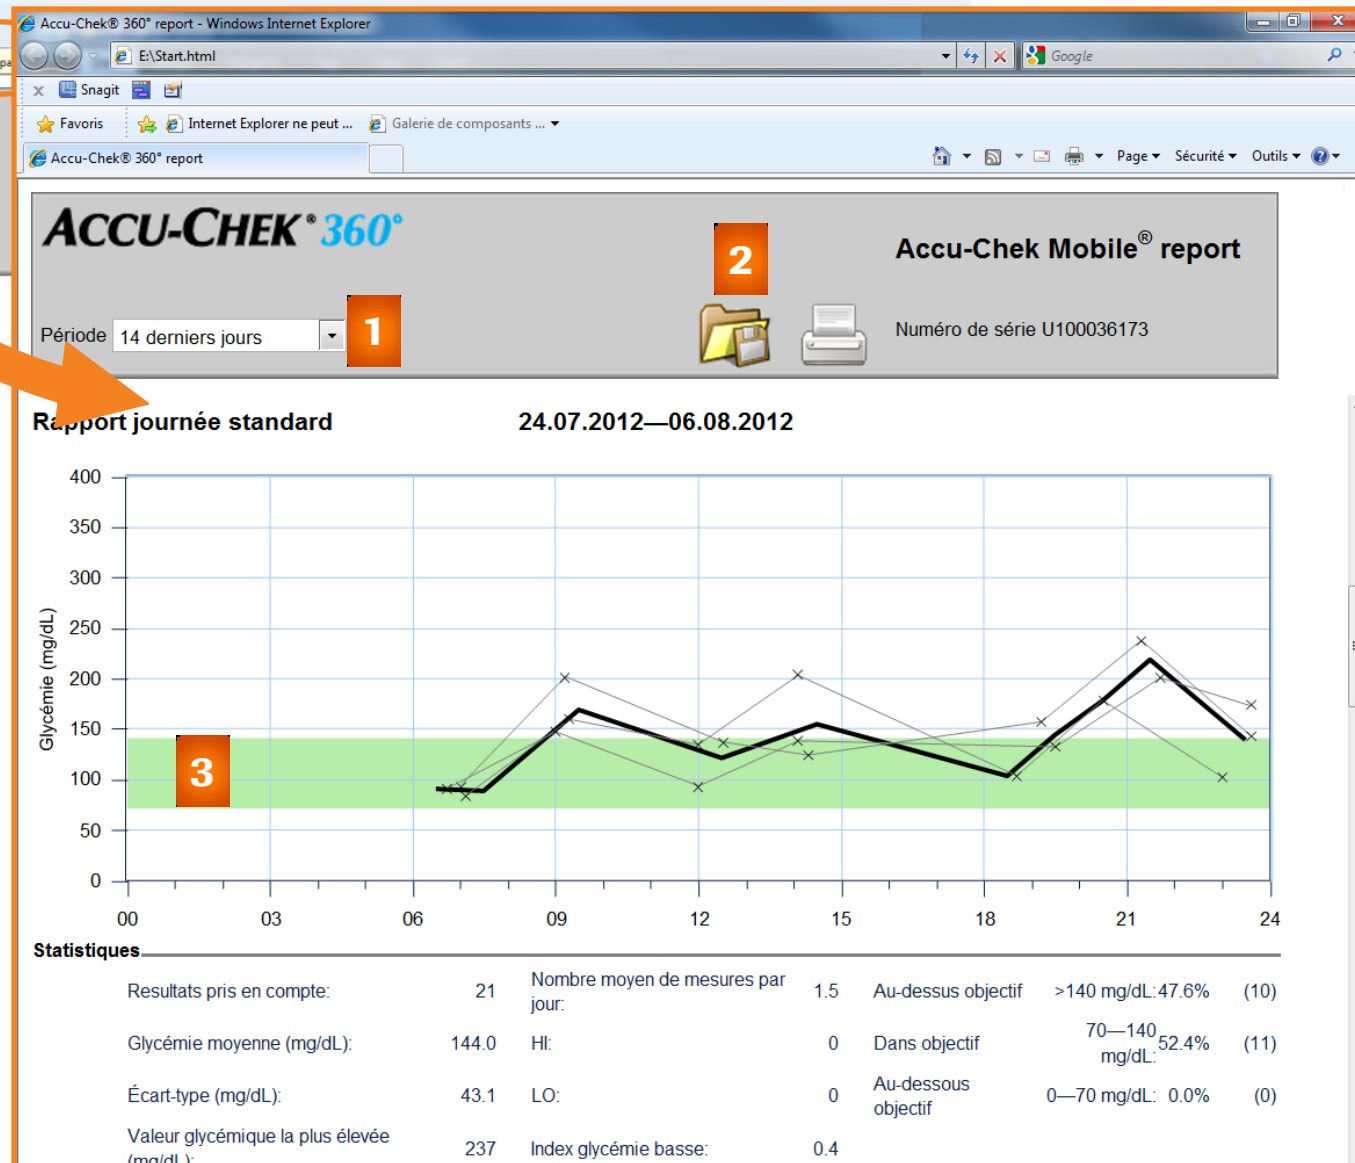 Accu-Chek® 360° report - Windows Internet Explorer
E:\Start.html
Google
x Snagit
Favoris Internet Explorer ne peut ... Galerie de composants ...
Accu-Chek® 360° report
Page Sécurité Outils
ACCU-CHEK® 360°
2
Accu-Chek Mobile® report
Période 14 derniers jours
1
Numéro de série U100036173
Rapport journée standard 24.07.2012—06.08.2012
Glycémie (mg/dL)
400
350
300
250
200
150
100
50
0
3
00 03 06 09 12 15 18 21 24
Statistiques
Resultats pris en compte: 21 Nombre moyen de mesures par jour: 1.5 Au-dessus objectif >140 mg/dL: 47.6% (10)
Glycémie moyenne (mg/dL): 144.0 HI: 0 Dans objectif 70—140 mg/dL: 52.4% (11)
Écart-type (mg/dL): 43.1 LO: 0 Au-dessous objectif 0—70 mg/dL: 0.0% (0)
Valeur glycémique la plus élevée (mg/dL): 237 Index glycémie basse: 0.4